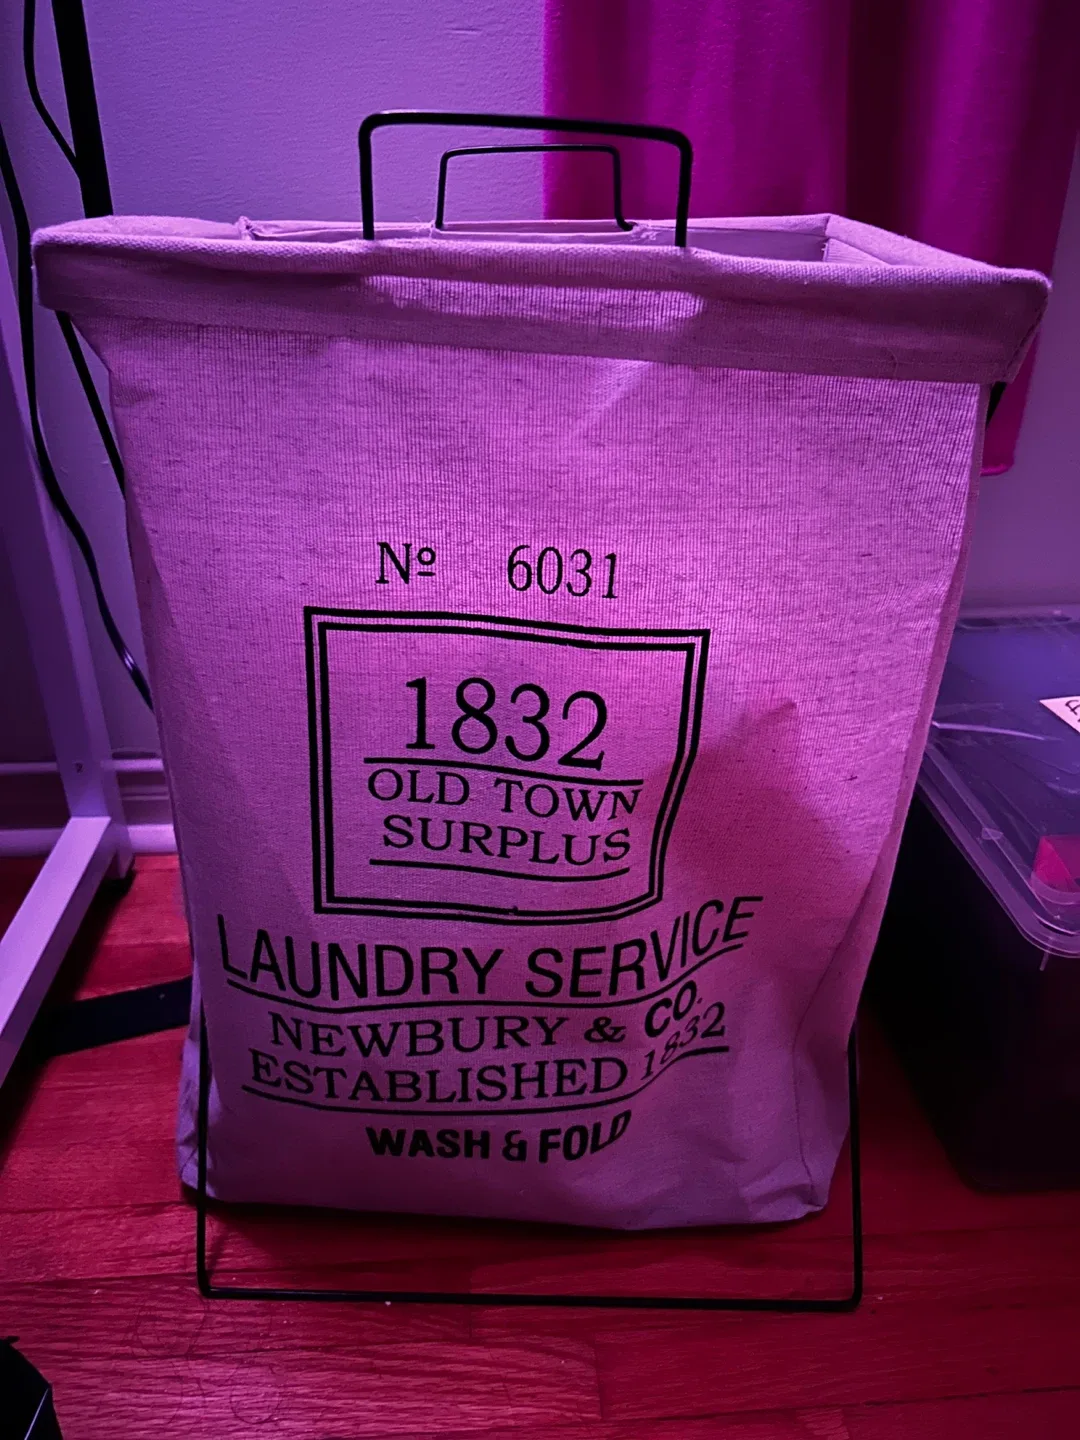 Nº 6031
1832
OLD TOWN
SURPLUS
LAUNDRY SERVICE
NEWBURY & CO.
ESTABLISHED 1832
WASH & FOLD